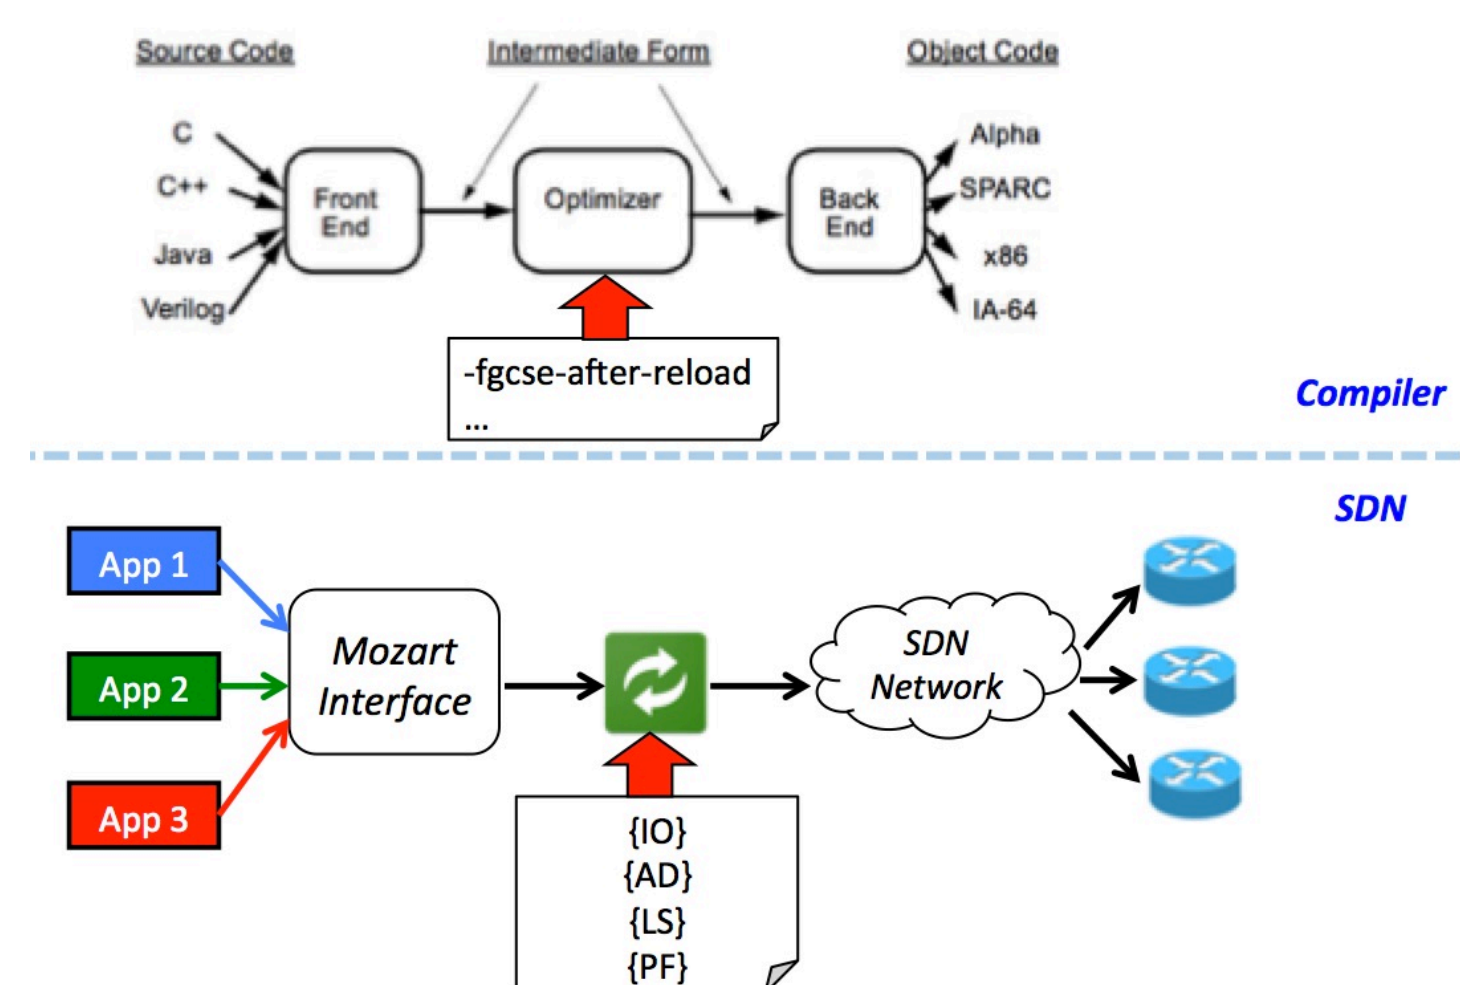 Source Code
Intermediate Form
Object Code
C
C++
Java
Verilog
Front
End
Optimizer
Back
End
Alpha
SPARC
x86
IA-64
-fgcse-after-reload
...
Compiler
SDN
App 1
App 2
App 3
Mozart
Interface
SDN
Network
{IO}
{AD}
{LS}
{PF}